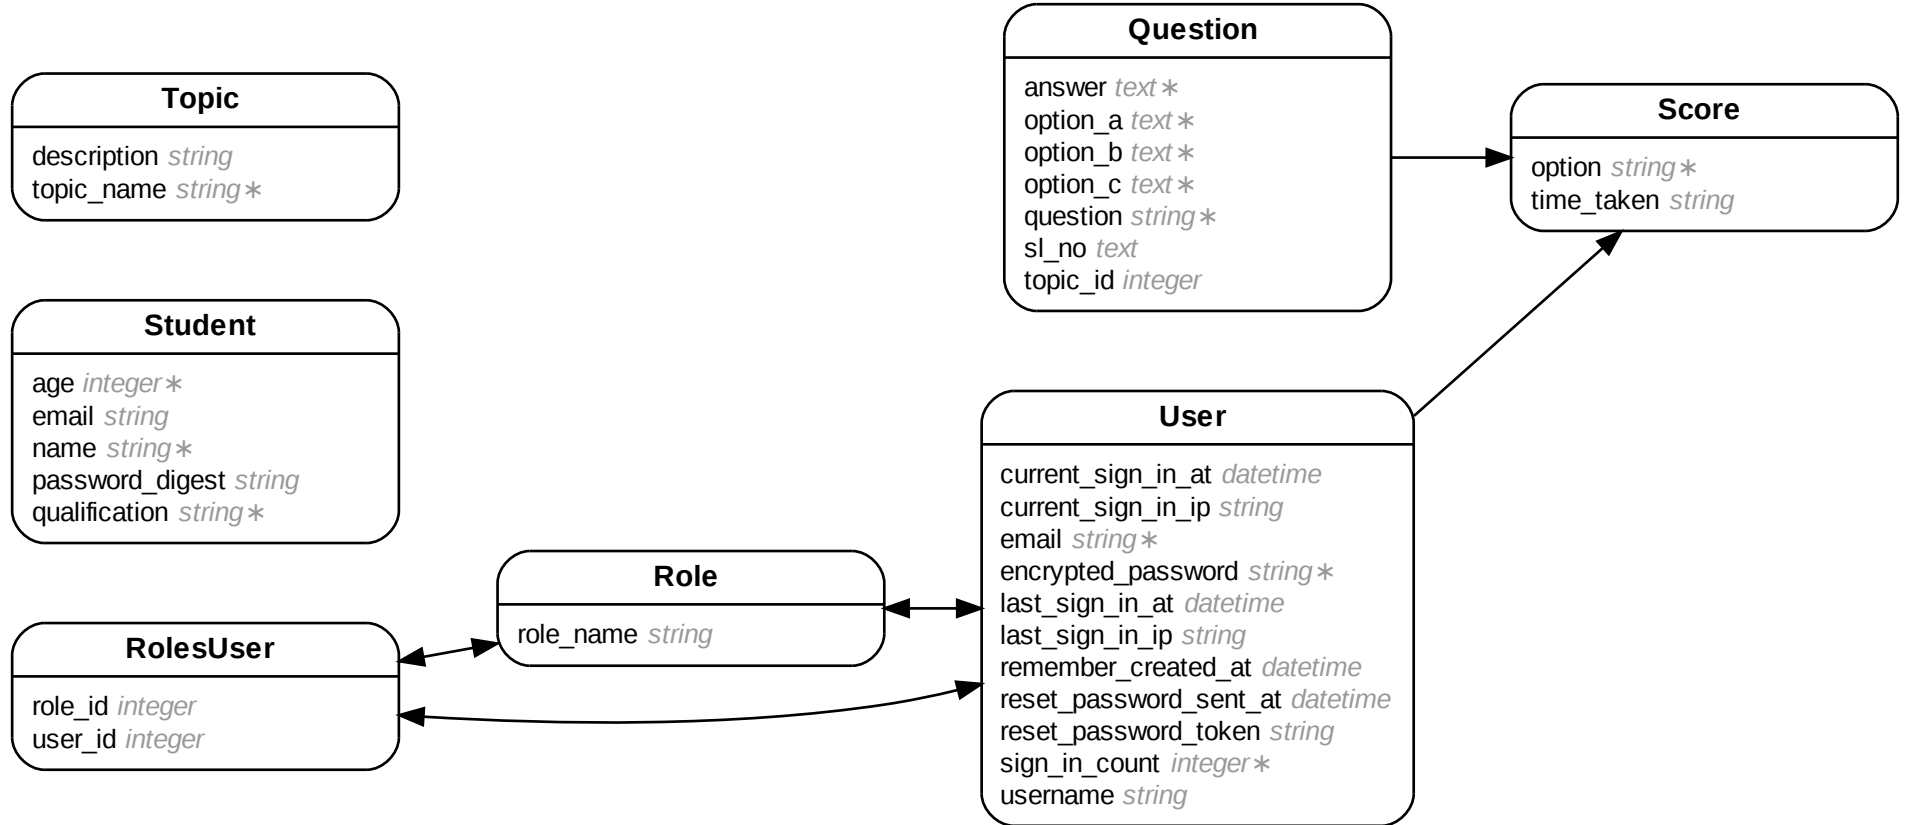 Topic
description string
topic_name string∗
Student
age integer∗
email string
name string∗
password_digest string
qualification string∗
RolesUser
role_id integer
user_id integer
Role
role_name string
Question
answer text∗
option_a text∗
option_b text∗
option_c text∗
question string∗
sl_no text
topic_id integer
User
current_sign_in_at datetime
current_sign_in_ip string
email string∗
encrypted_password string∗
last_sign_in_at datetime
last_sign_in_ip string
remember_created_at datetime
reset_password_sent_at datetime
reset_password_token string
sign_in_count integer∗
username string
Score
option string∗
time_taken string